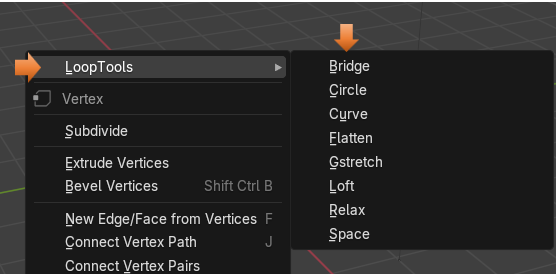 LoopTools
Vertex
Subdivide
Extrude Vertices
Bevel Vertices Shift Ctrl B
New Edge/Face from Vertices F
Connect Vertex Path J
Connect Vertex Pairs
Bridge
Circle
Curve
Flatten
Gstretch
Loft
Relax
Space